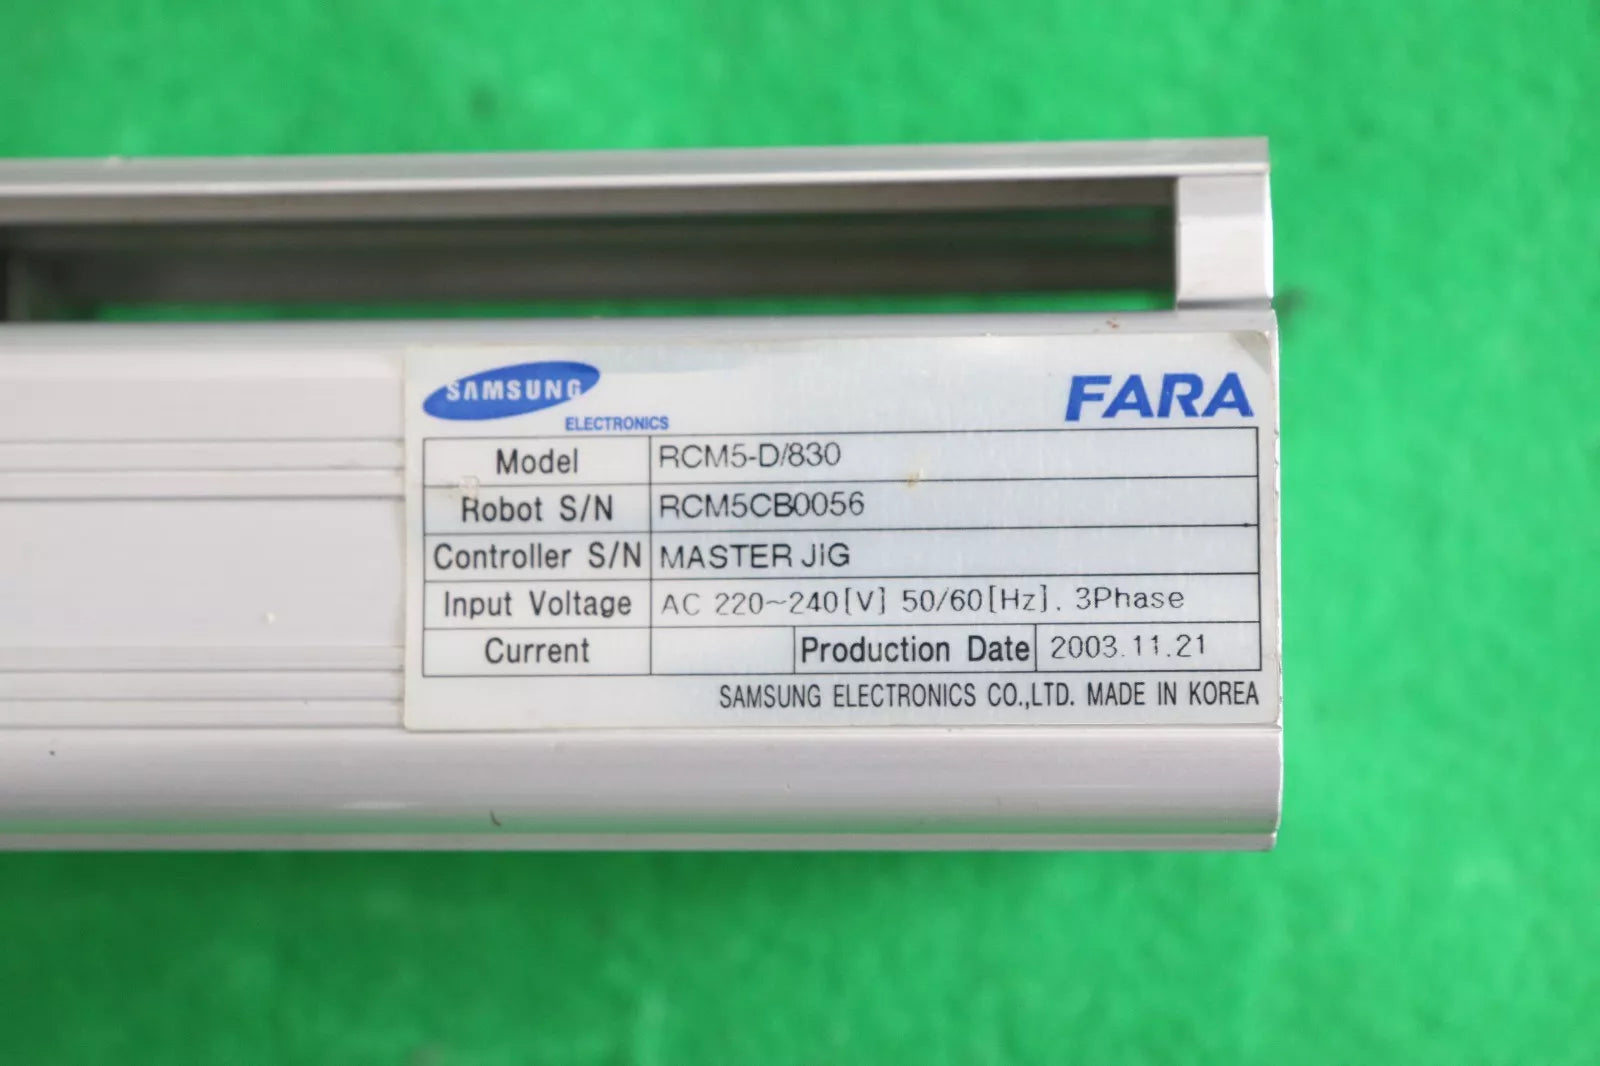 SAMSUNG
ELECTRONICS
FARA
Model RCM5-D/830
Robot S/N RCM5CB0056
Controller S/N MASTER JiG
Input Voltage AC 220~240[V] 50/60[Hz]. 3Phase
Current Production Date 2003.11.21
SAMSUNG ELECTRONICS CO.,LTD. MADE IN KOREA